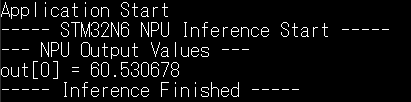 Application Start
----- STM32N6 NPU Inference Start -----
--- NPU Output Values ---
out[0] = 60.530678
----- Inference Finished -----